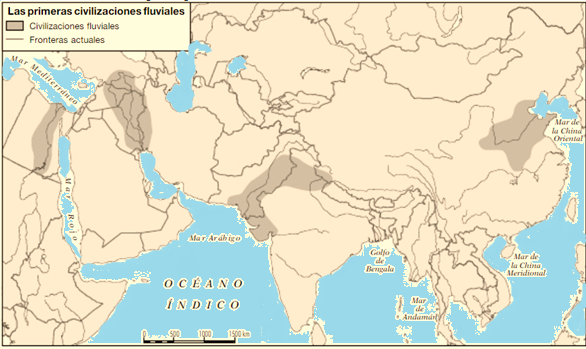 Las primeras civilizaciones fluviales
Civilizaciones fluviales
Fronteras actuales
Mar Mediterráneo
Mar Rojo
Mar de
la China
Oriental
Mar Arábigo
Golfo
de
Bengala
Mar de
la China
Meridional
OCÉANO
ÍNDICO
Mar
de
Andamán
0 500 1000 1500 km